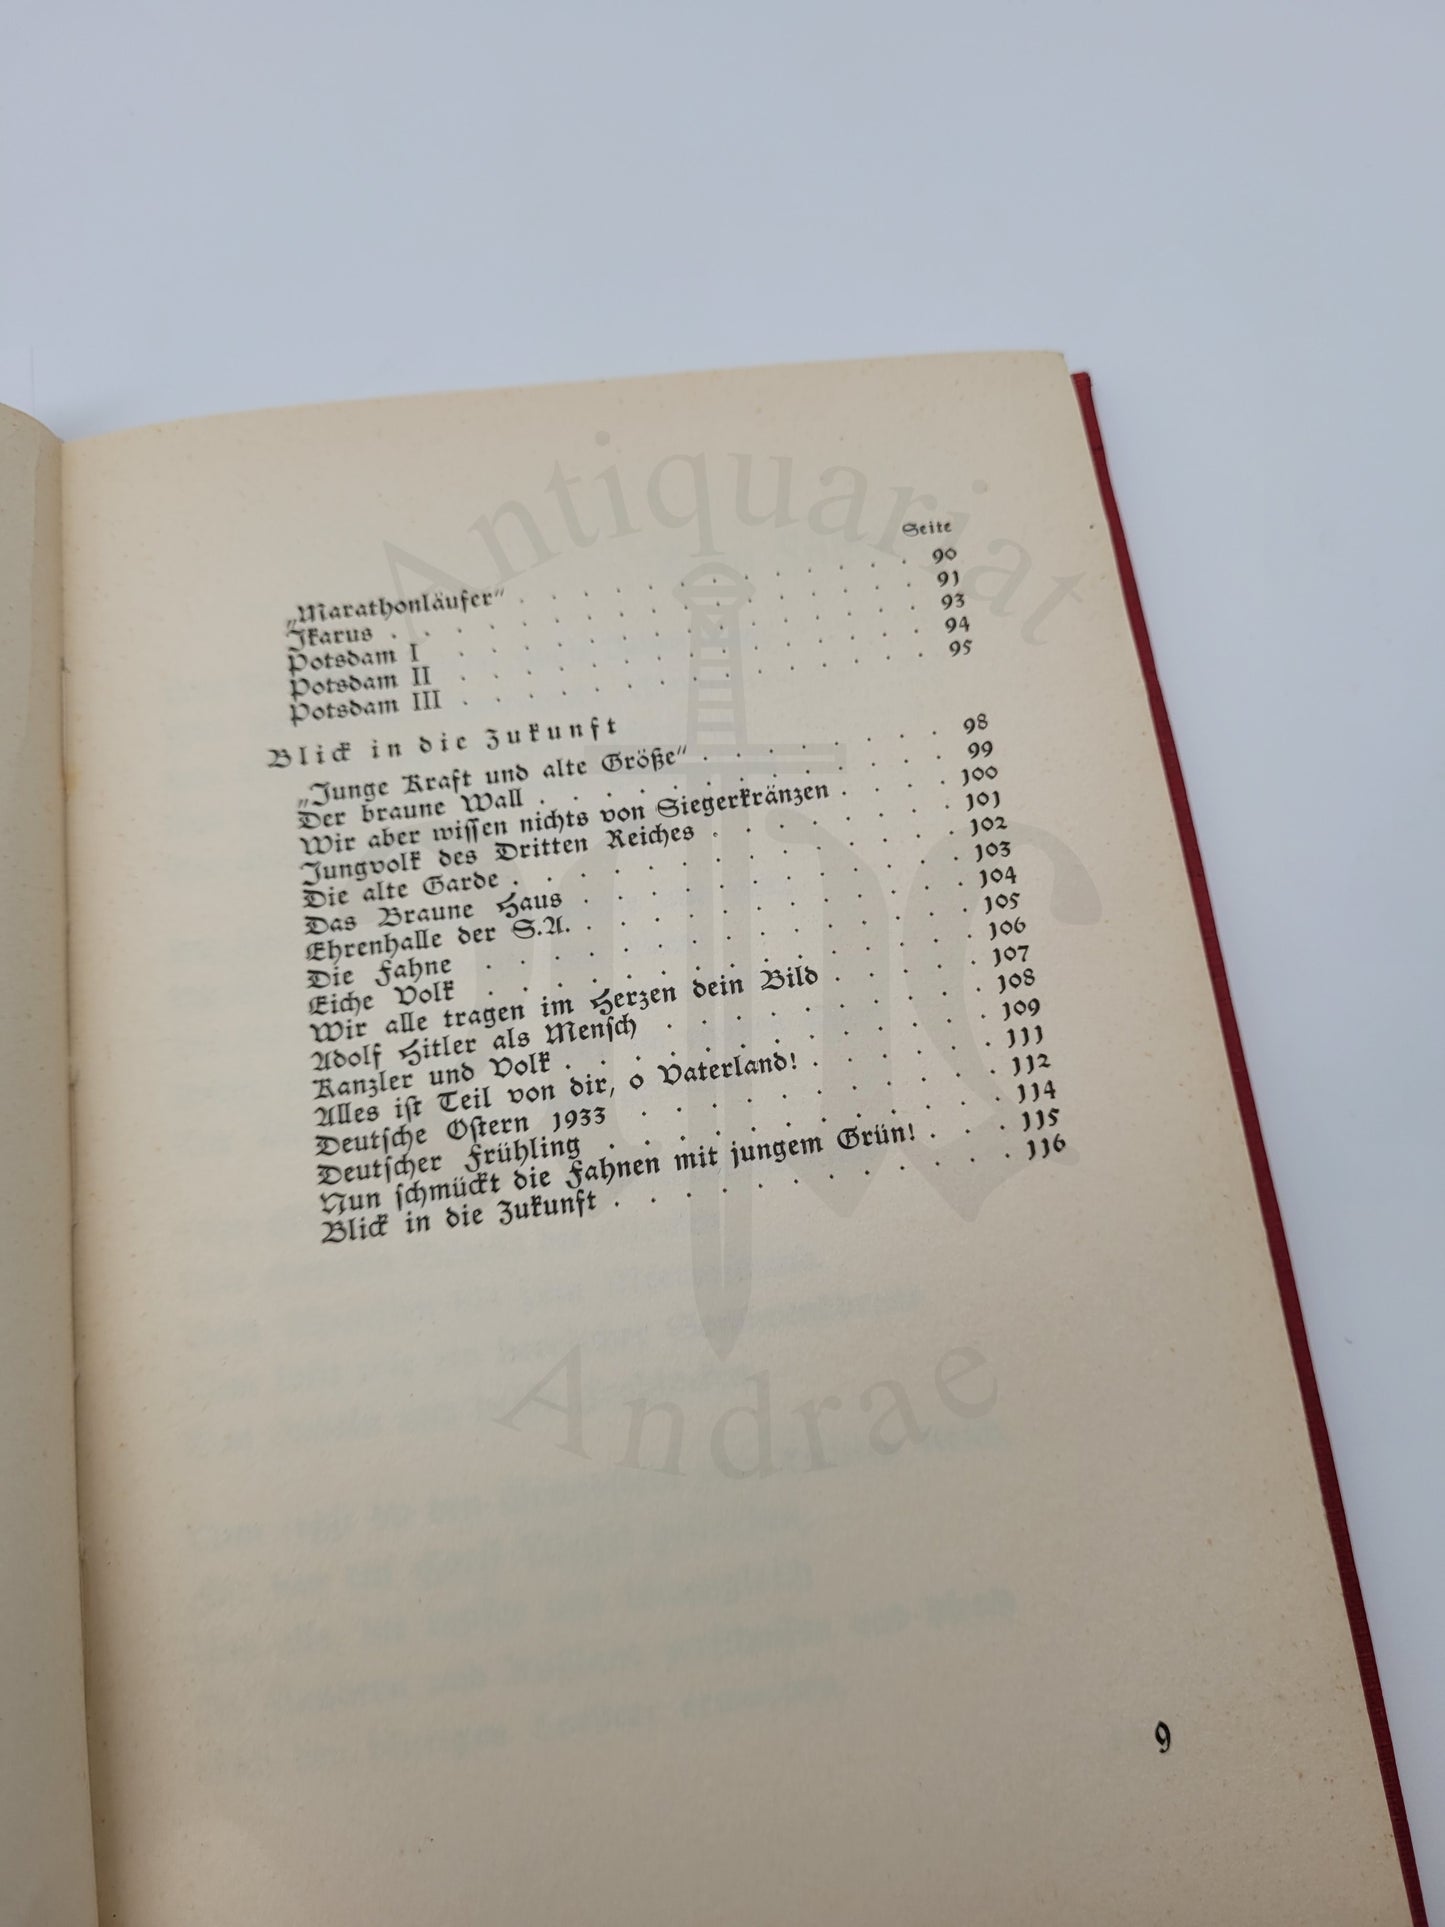 Antiquariat
Seite
„Marathonläufer“ . . . . . . . . . . . . 90
Ikarus . . . . . . . . . . . . . . . 91
Potsdam I . . . . . . . . . . . . . . 93
Potsdam II . . . . . . . . . . . . . . 94
Potsdam III . . . . . . . . . . . . . . 95
Blick in die Zukunft
„Junge Kraft und alte Größe“ . . . . . . . . 98
Der braune Wall . . . . . . . . . . . . 99
Wir aber wissen nichts von Siegerkränzen . . . . 100
Jungvolk des Dritten Reiches . . . . . . . . 101
Die alte Garde . . . . . . . . . . . . . 102
Das Braune Haus . . . . . . . . . . . . 103
Ehrenhalle der S.A. . . . . . . . . . . . . 104
Die Fahne . . . . . . . . . . . . . . 105
Eiche Volk . . . . . . . . . . . . . . 106
Wir alle tragen im Herzen dein Bild . . . . . 107
Adolf Hitler als Mensch . . . . . . . . . . 108
Kanzler und Volk . . . . . . . . . . . . 109
Alles ist Teil von dir, o Vaterland! . . . . . . 111
Deutsche Ostern 1933 . . . . . . . . . . . 112
Deutscher Frühling . . . . . . . . . . . . 114
Nun schmückt die Fahnen mit jungem Grün! . . . 115
Blick in die Zukunft . . . . . . . . . . . . 116
Andrae
9